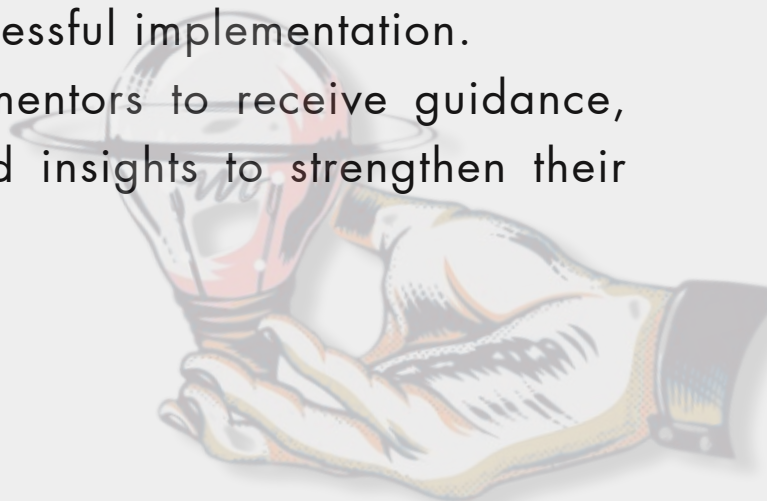 essful implementation.
mentors to receive guidance,
d insights to strengthen their